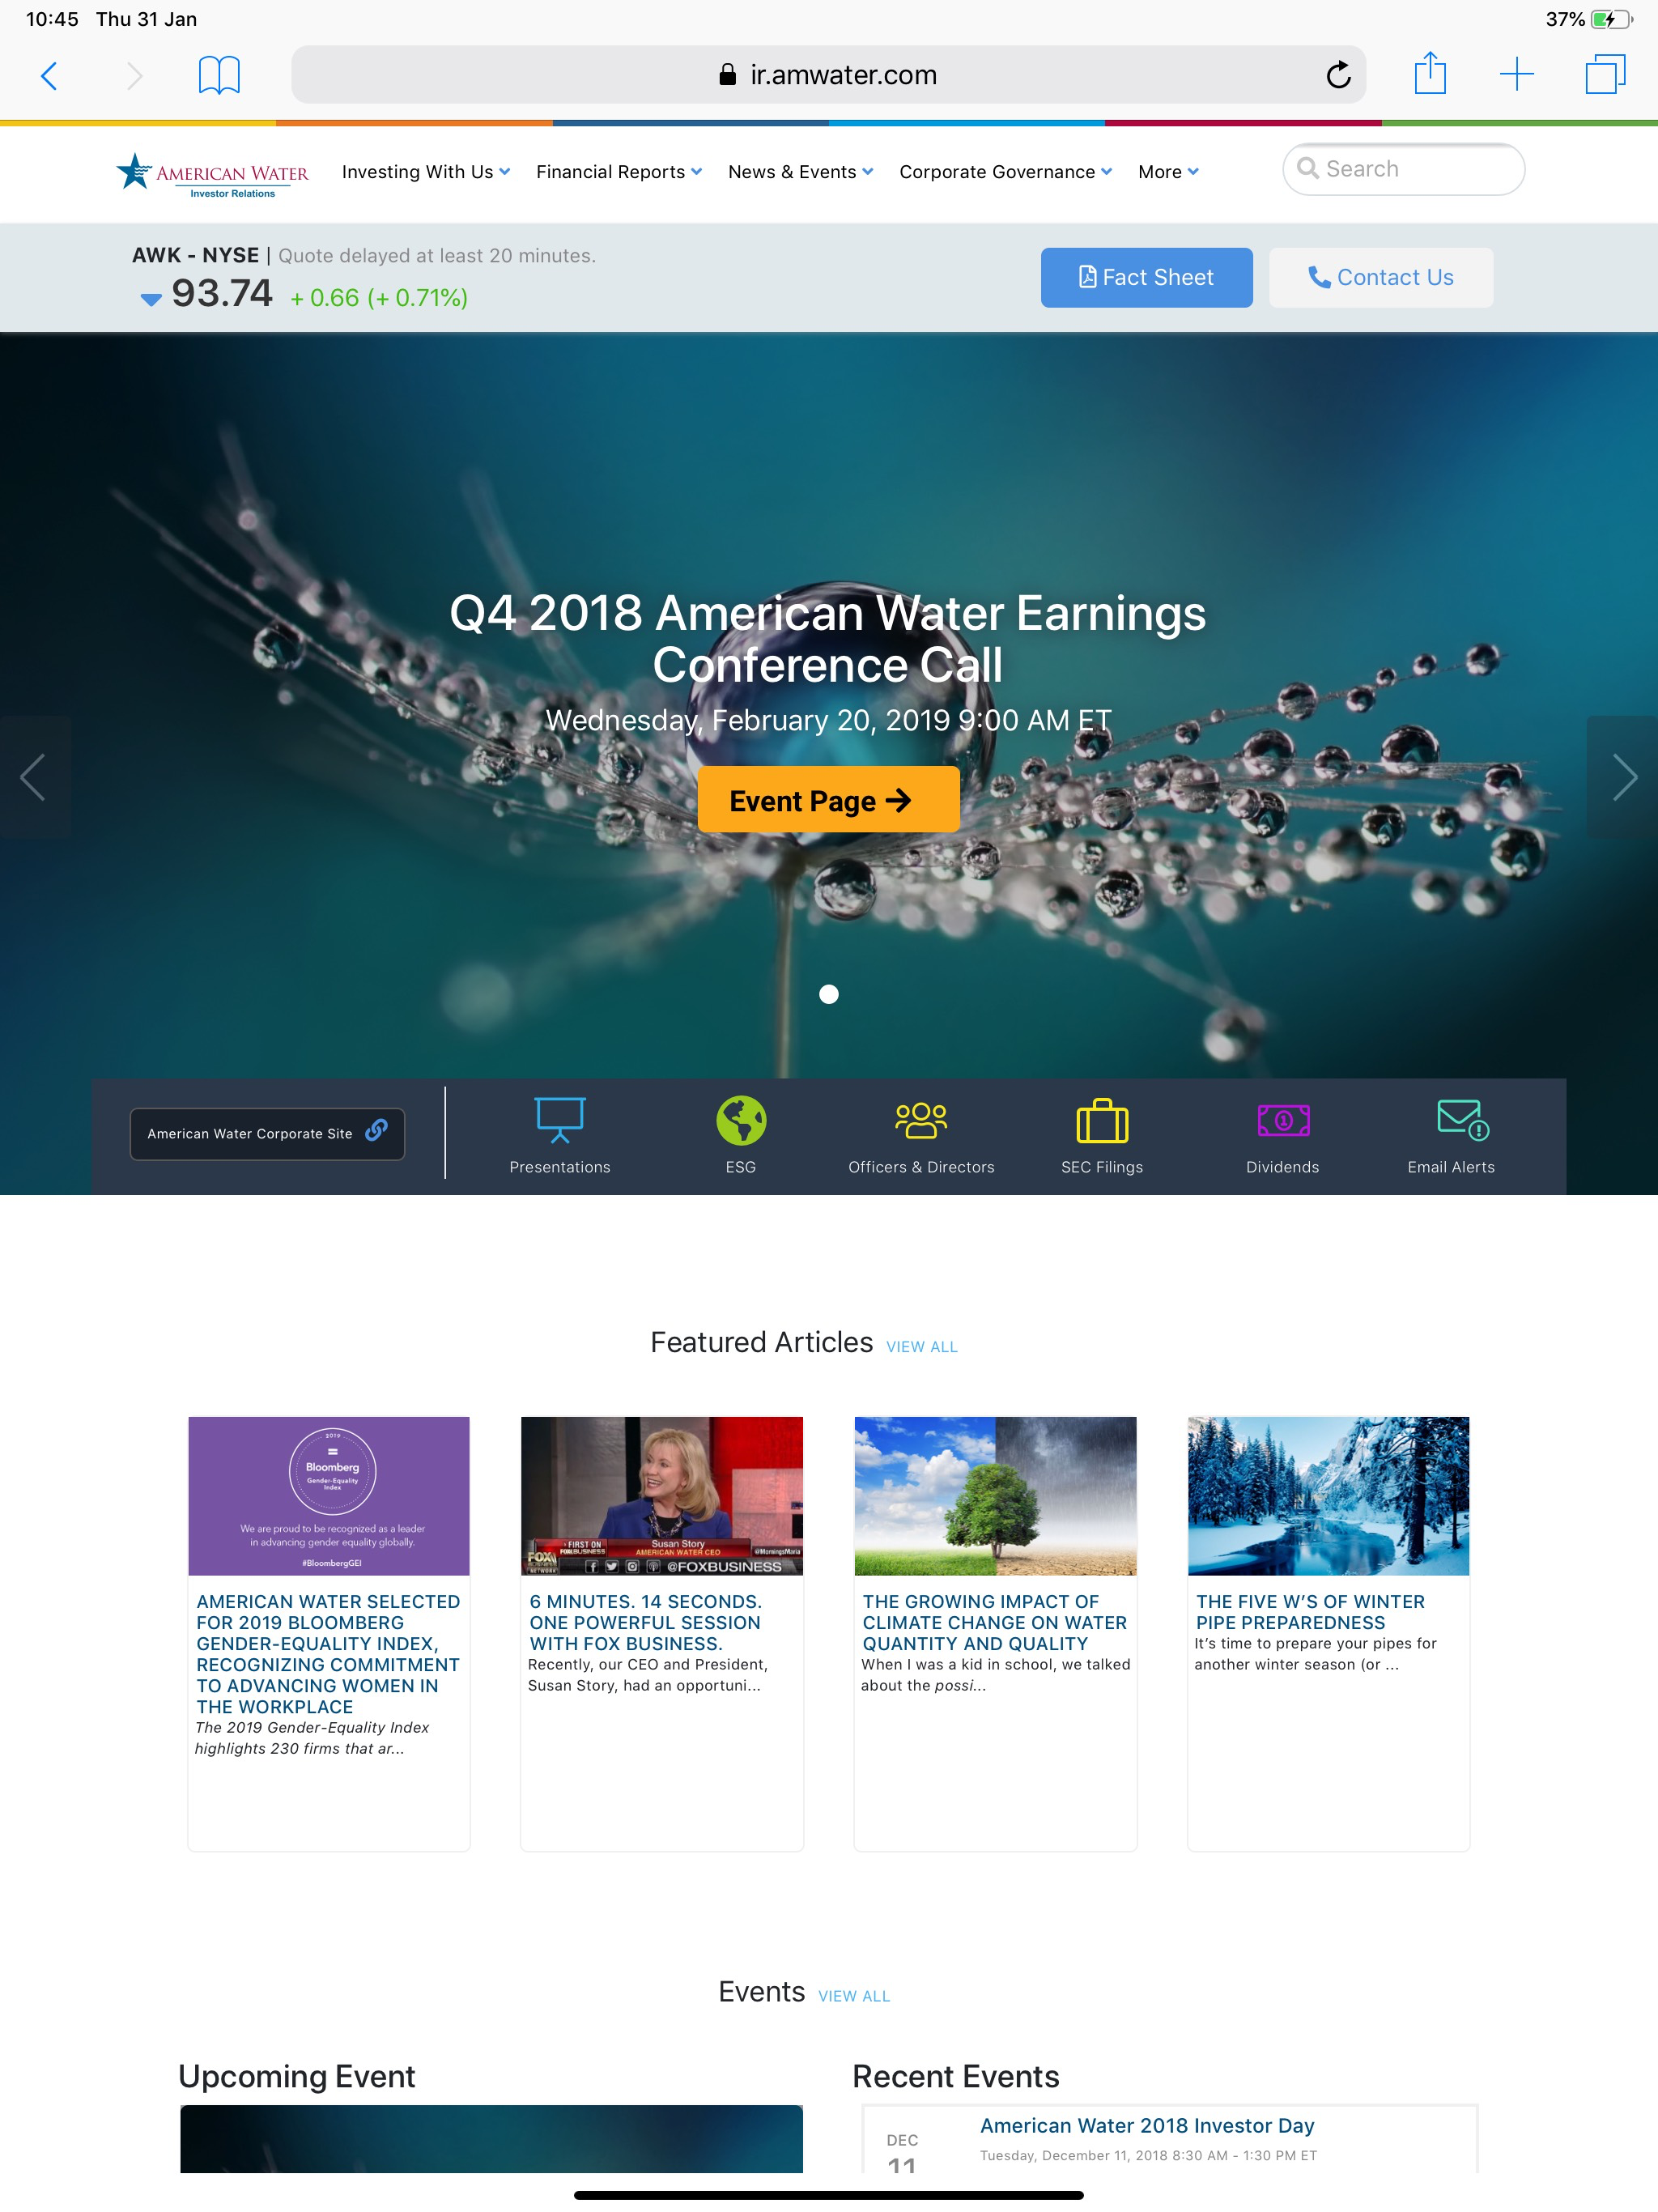 10:45 Thu 31 Jan
37%
ir.amwater.com
AMERICAN WATER
Investor Relations
Investing With Us
Financial Reports
News & Events
Corporate Governance
More
Search
AWK - NYSE | Quote delayed at least 20 minutes.
93.74 + 0.66 (+ 0.71%)
Fact Sheet
Contact Us
Q4 2018 American Water Earnings
Conference Call
Wednesday, February 20, 2019 9:00 AM ET
Event Page →
American Water Corporate Site
Presentations
ESG
Officers & Directors
SEC Filings
Dividends
Email Alerts
Featured Articles VIEW ALL
2019
Bloomberg
Gender-Equality
Index
We are proud to be recognized as a leader
in advancing gender equality globally.
#BloombergGEI
AMERICAN WATER SELECTED
FOR 2019 BLOOMBERG
GENDER-EQUALITY INDEX,
RECOGNIZING COMMITMENT
TO ADVANCING WOMEN IN
THE WORKPLACE
The 2019 Gender-Equality Index
highlights 230 firms that ar...
FIRST ON
FOX BUSINESS
Susan Story
AMERICAN WATER CEO
@MorningsMaria
FOX
BUSINESS
NETWORK
@FOXBUSINESS
6 MINUTES. 14 SECONDS.
ONE POWERFUL SESSION
WITH FOX BUSINESS.
Recently, our CEO and President,
Susan Story, had an opportuni...
THE GROWING IMPACT OF
CLIMATE CHANGE ON WATER
QUANTITY AND QUALITY
When I was a kid in school, we talked
about the possi...
THE FIVE W'S OF WINTER
PIPE PREPAREDNESS
It's time to prepare your pipes for
another winter season (or ...
Events VIEW ALL
Upcoming Event
Recent Events
DEC
11
American Water 2018 Investor Day
Tuesday, December 11, 2018 8:30 AM - 1:30 PM ET